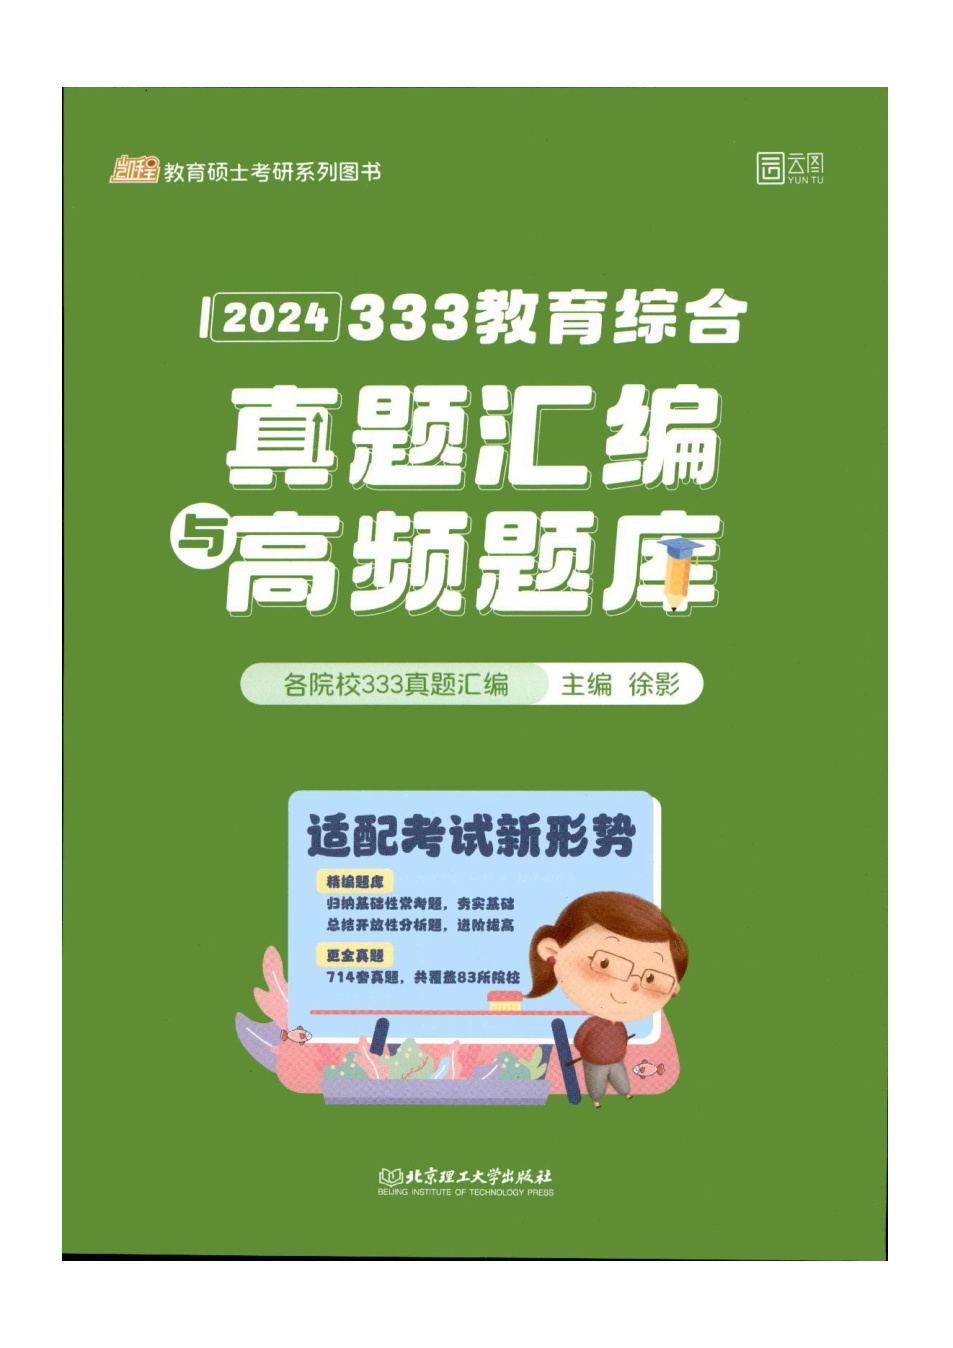 凯程 教育硕士考研系列图书
云图
YUN TU
2024 333教育综合
真题汇编
与高频题库
各院校333真题汇编 主编 徐影
适配考试新形势
精编题库
归纳基础性常考题，夯实基础
总结开放性分析题，进阶拔高
更全真题
714套真题，共覆盖83所院校
北京理工大学出版社
BEIJING INSTITUTE OF TECHNOLOGY PRESS